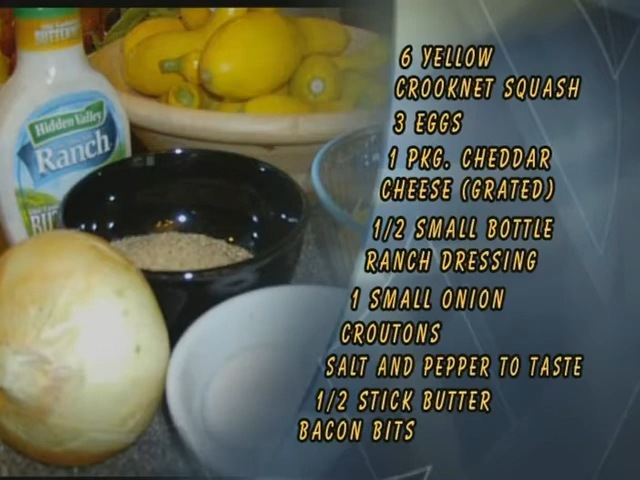 BUTTERMILK
Hidden Valley
Ranch
6 YELLOW
CROOKNET SQUASH
3 EGGS
1 PKG. CHEDDAR
CHEESE (GRATED)
1/2 SMALL BOTTLE
RANCH DRESSING
1 SMALL ONION
CROUTONS
SALT AND PEPPER TO TASTE
1/2 STICK BUTTER
BACON BITS